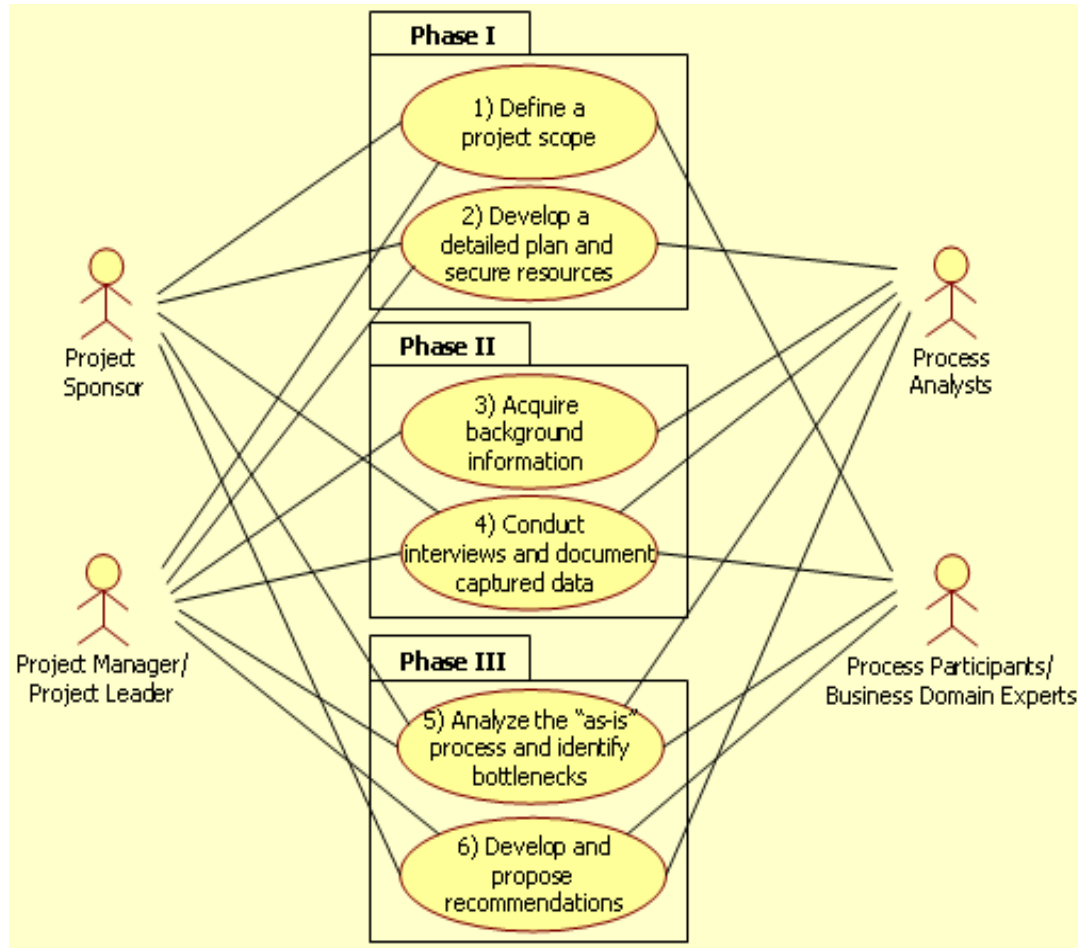 Phase I
1) Define a
project scope
2) Develop a
detailed plan and
secure resources
Project
Sponsor
Process
Analysts
Phase II
3) Acquire
background
information
4) Conduct
interviews and document
captured data
Project Manager/
Project Leader
Process Participants/
Business Domain Experts
Phase III
5) Analyze the “as-is”
process and identify
bottlenecks
6) Develop and
propose
recommendations